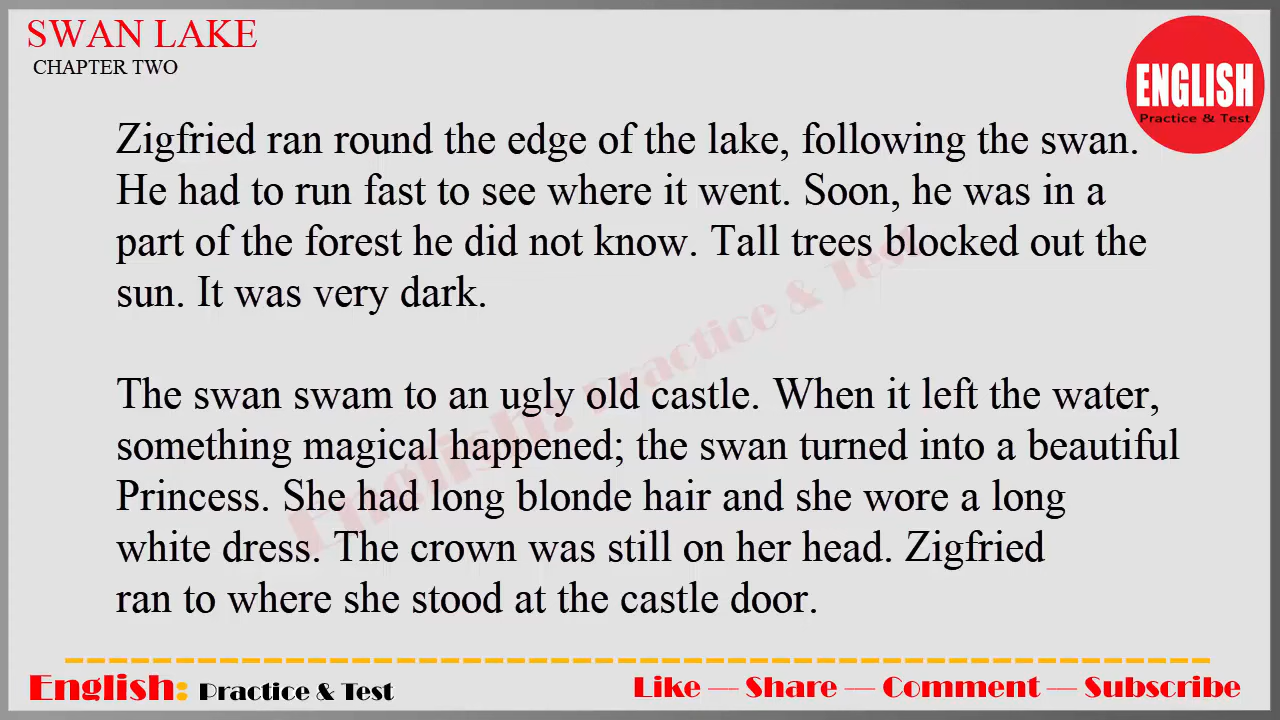 SWAN LAKE
CHAPTER TWO
ENGLISH
Practice & Test
Zigfried ran round the edge of the lake, following the swan.
He had to run fast to see where it went. Soon, he was in a
part of the forest he did not know. Tall trees blocked out the
sun. It was very dark.
The swan swam to an ugly old castle. When it left the water,
something magical happened; the swan turned into a beautiful
Princess. She had long blonde hair and she wore a long
white dress. The crown was still on her head. Zigfried
ran to where she stood at the castle door.
English: Practice & Test
English: Practice & Test
Like — Share — Comment — Subscribe